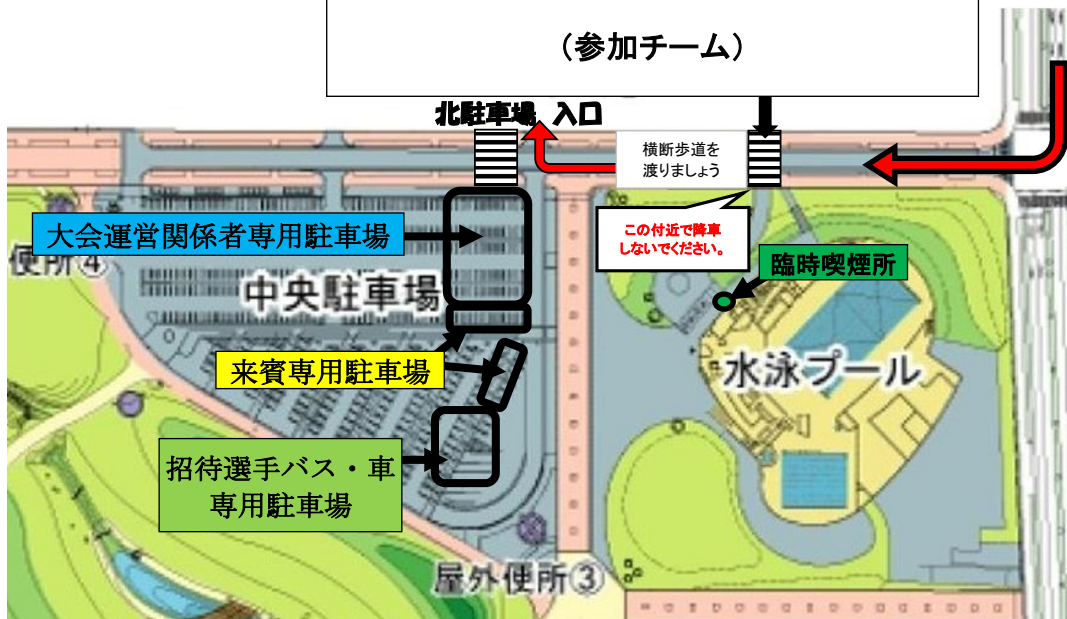 (参加チーム)
北駐車場 入口
横断歩道を
渡りましょう
この付近で降車
しないでください。
大会運営関係者専用駐車場
臨時喫煙所
便所④
中央駐車場
来賓専用駐車場
水泳プール
招待選手バス・車
専用駐車場
屋外便所③